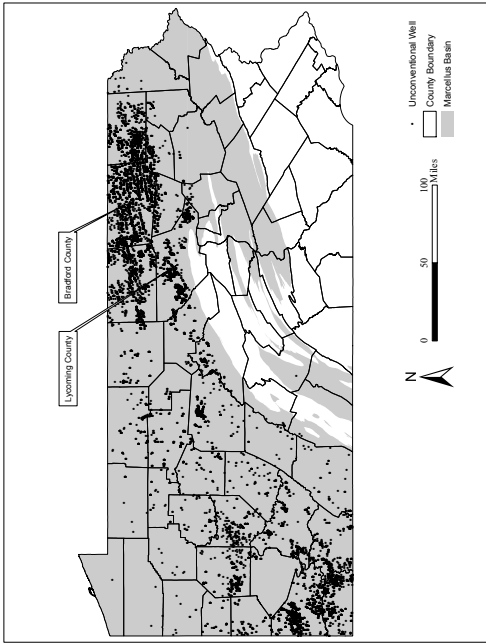 Bradford County
Lycoming County
Unconventional Well
County Boundary
Marcellus Basin
N
0
50
100
Miles